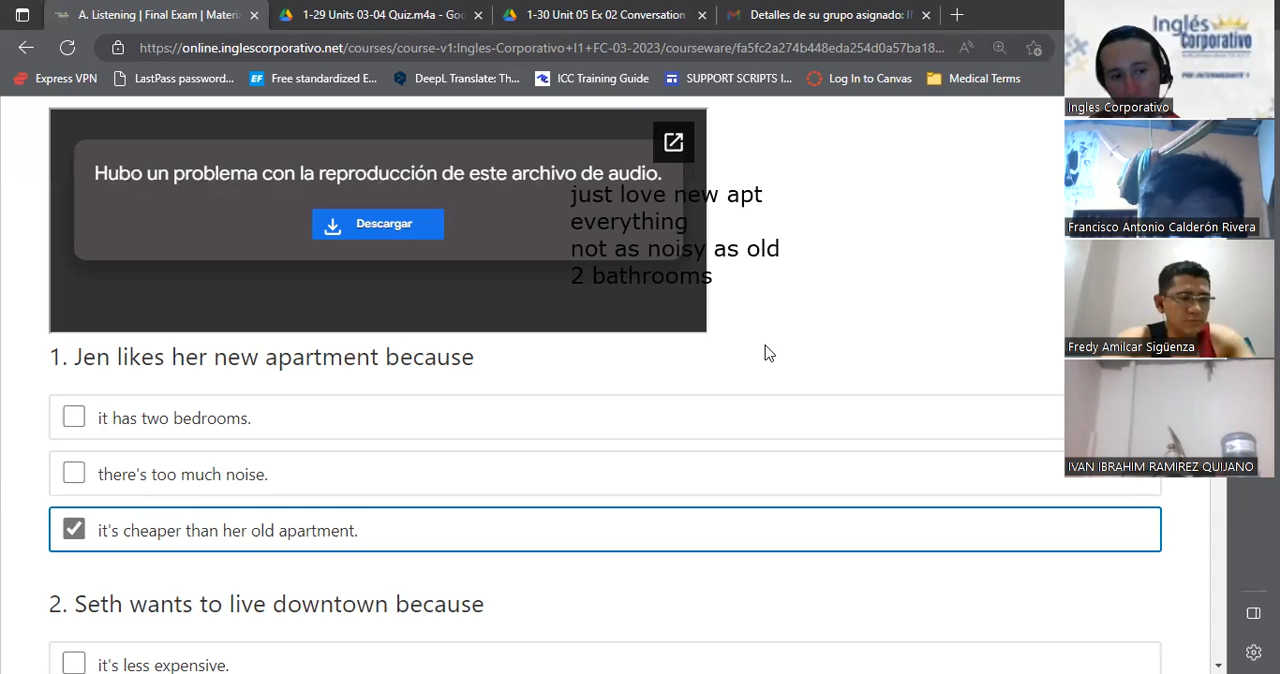 A. Listening | Final Exam | Materia
1-29 Units 03-04 Quiz.m4a - Goo
1-30 Unit 05 Ex 02 Conversation
Detalles de su grupo asignado: I
https://online.inglescorporativo.net/courses/course-v1:Ingles-Corporativo+I1+FC-03-2023/courseware/fa5fc2a274b448eda254d0a57ba18...
Express VPN
LastPass password...
EF
Free standardized E...
DeepL Translate: Th...
ICC Training Guide
SUPPORT SCRIPTS I...
Log In to Canvas
Medical Terms
Inglés
Corporativo
PRE-INTERMEDIATE 1
Ingles Corporativo
Francisco Antonio Calderón Rivera
Fredy Amilcar Sigüenza
IVAN IBRAHIM RAMIREZ QUIJANO
Hubo un problema con la reproducción de este archivo de audio.
Descargar
just love new apt
everything
not as noisy as old
2 bathrooms
1. Jen likes her new apartment because
it has two bedrooms.
there's too much noise.
it's cheaper than her old apartment.
2. Seth wants to live downtown because
it's less expensive.